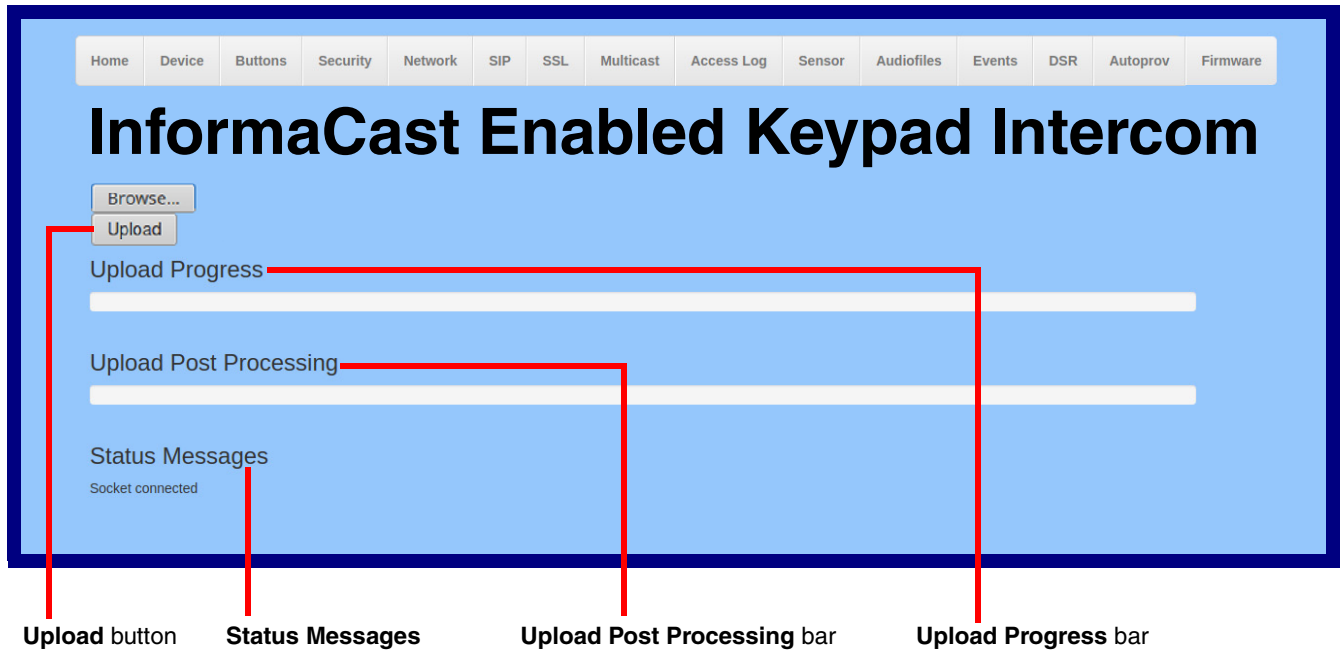 Home Device Buttons Security Network SIP SSL Multicast Access Log Sensor Audiofiles Events DSR Autoprov Firmware
InformaCast Enabled Keypad Intercom
Browse...
Upload
Upload Progress
Upload Post Processing
Status Messages
Socket connected
Upload button Status Messages Upload Post Processing bar Upload Progress bar